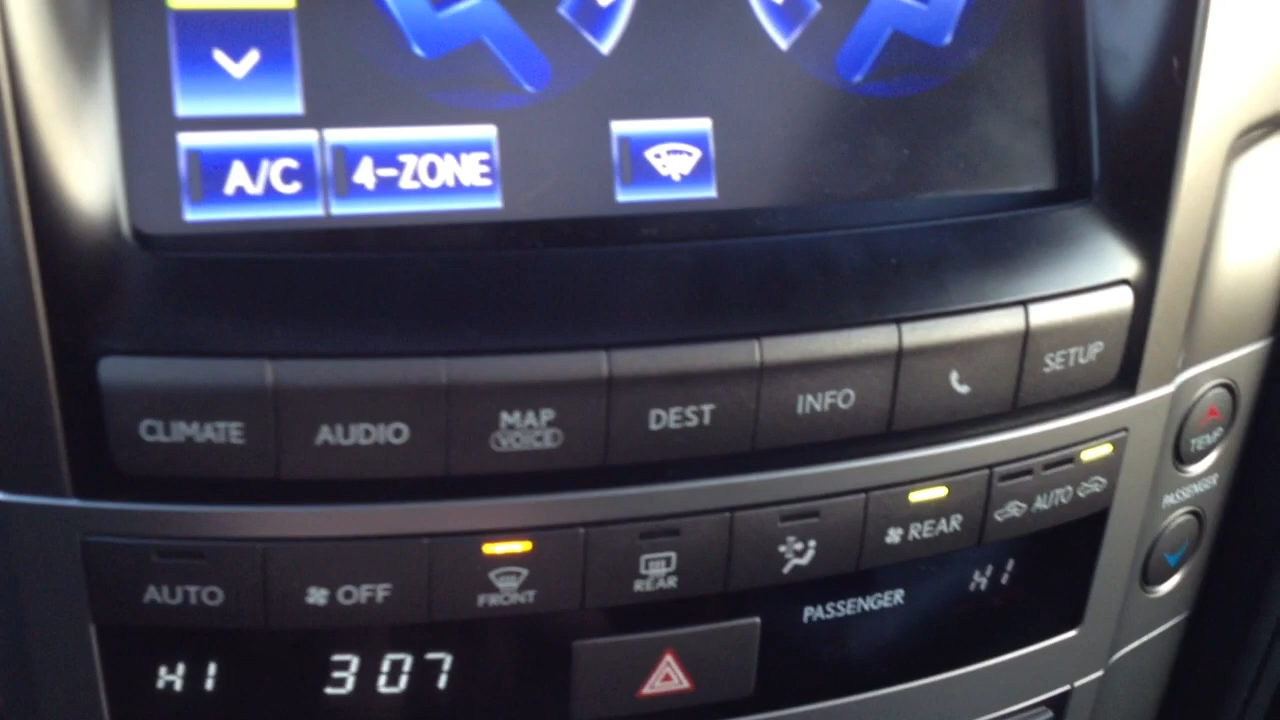 A/C 4-ZONE
CLIMATE AUDIO MAP VOICE DEST INFO SETUP
TEMP
PASSENGER
AUTO OFF FRONT REAR REAR AUTO
PASSENGER HI
HI 307